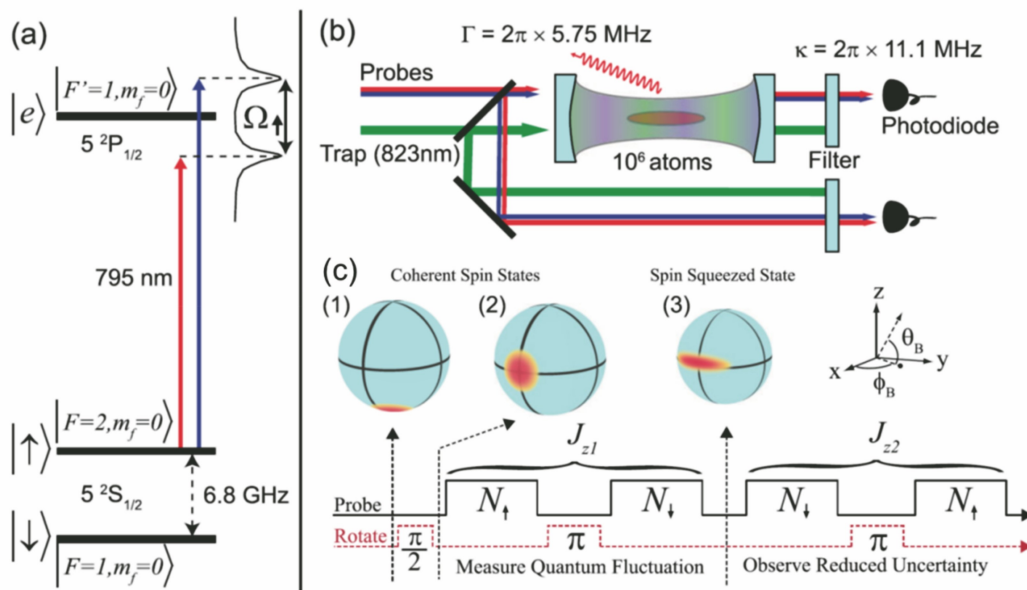 (a)
|F'=1,m_f=0⟩
|e⟩
5 ²P₁/₂
Ω↑
795 nm
|F=2,m_f=0⟩
|↑⟩
5 ²S₁/₂
6.8 GHz
|↓⟩
|F=1,m_f=0⟩
(b)
Γ = 2π × 5.75 MHz
κ = 2π × 11.1 MHz
Probes
Trap (823nm)
10⁶ atoms
Photodiode
Filter
(c)
Coherent Spin States
Spin Squeezed State
(1)
(2)
(3)
z
θ_B
x
y
ϕ_B
J_z1
J_z2
Probe
N↑
N↓
N↓
N↑
Rotate
π/2
π
π
Measure Quantum Fluctuation
Observe Reduced Uncertainty